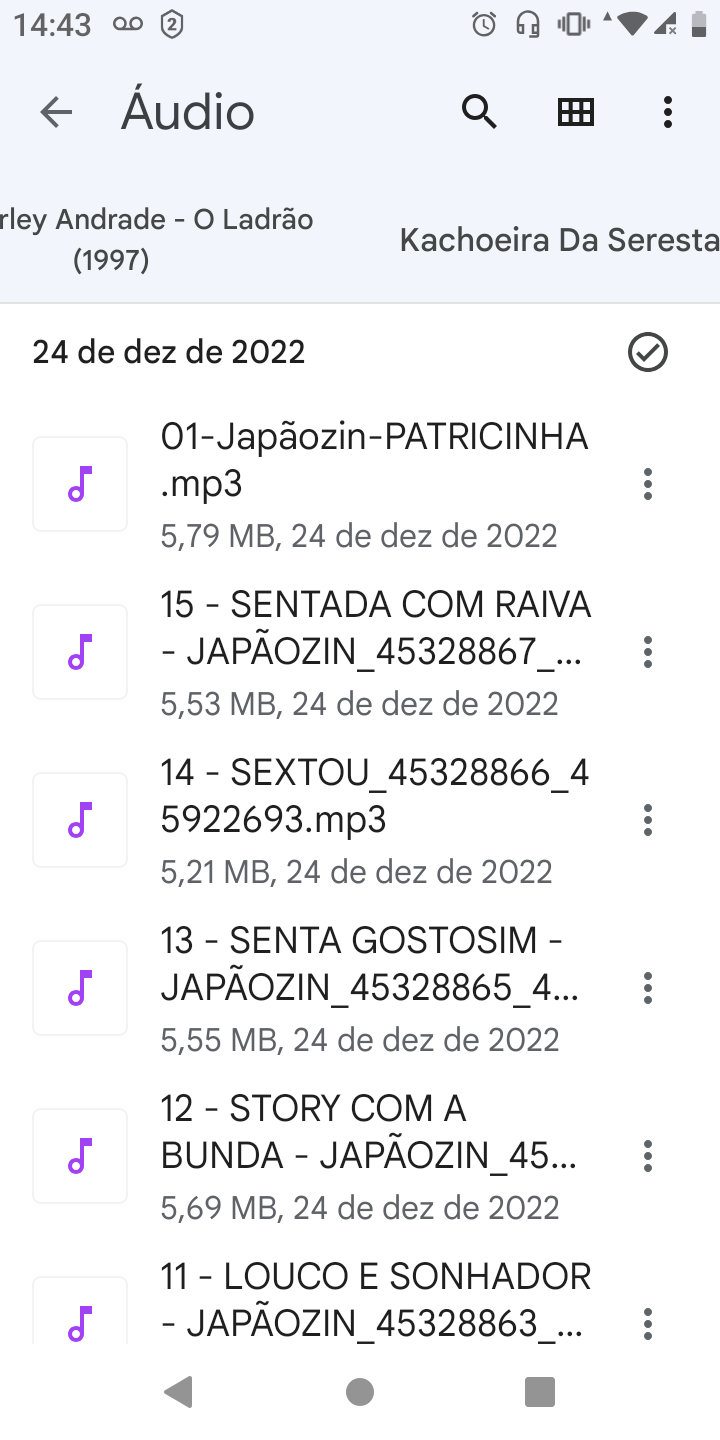 14:43
2
Áudio
rley Andrade - O Ladrão
(1997)
Kachoeira Da Seresta
24 de dez de 2022
01-Japãozin-PATRICINHA
.mp3
5,79 MB, 24 de dez de 2022
15 - SENTADA COM RAIVA
- JAPÃOZIN_45328867_...
5,53 MB, 24 de dez de 2022
14 - SEXTOU_45328866_4
5922693.mp3
5,21 MB, 24 de dez de 2022
13 - SENTA GOSTOSIM -
JAPÃOZIN_45328865_4...
5,55 MB, 24 de dez de 2022
12 - STORY COM A
BUNDA - JAPÃOZIN_45...
5,69 MB, 24 de dez de 2022
11 - LOUCO E SONHADOR
- JAPÃOZIN_45328863_...